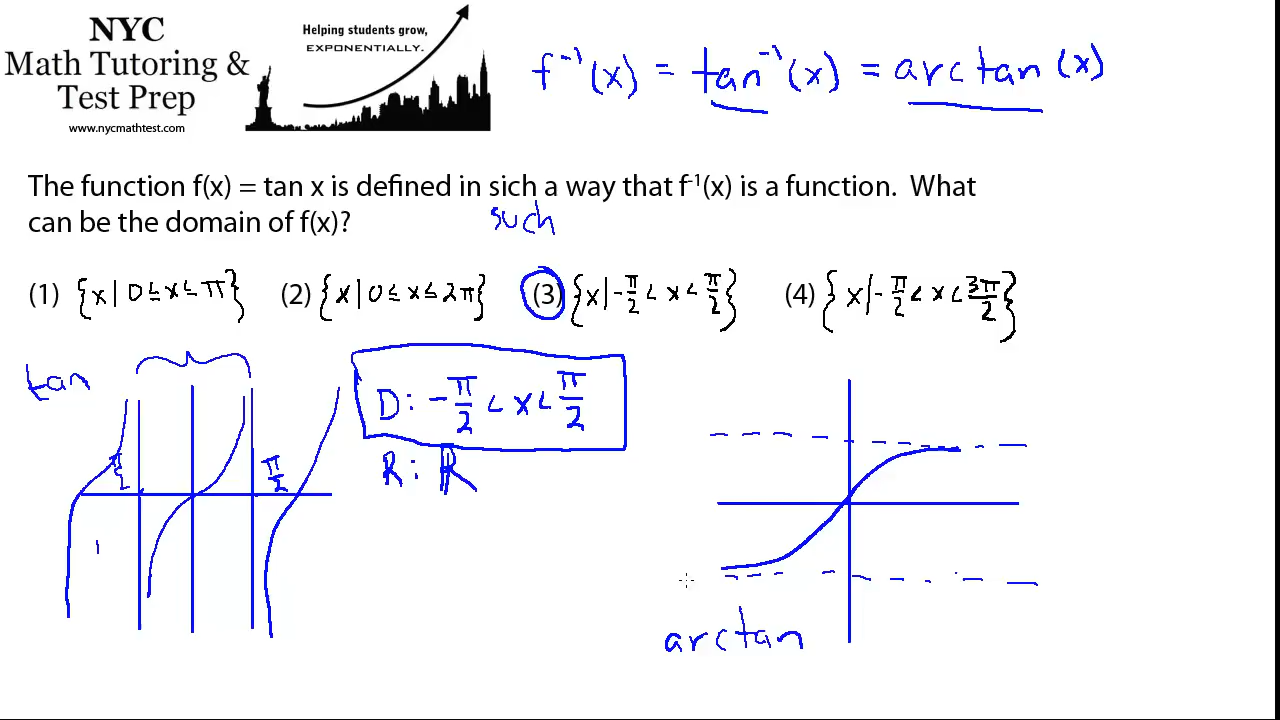 NYC
Math Tutoring &
Test Prep
www.nycmathtest.com
Helping students grow,
EXPONENTIALLY.
f⁻¹(x) = tan⁻¹(x) = arctan(x)
The function f(x) = tan x is defined in sich a way that f⁻¹(x) is a function. What
such
can be the domain of f(x)?
(1) {x | 0 ≤ x ≤ π} (2) {x | 0 ≤ x ≤ 2π} (3) {x | -π/2 < x < π/2} (4) {x | -π/2 < x < 3π/2}
tan
D: -π/2 < x < π/2
π/2
R: ℝ
arctan